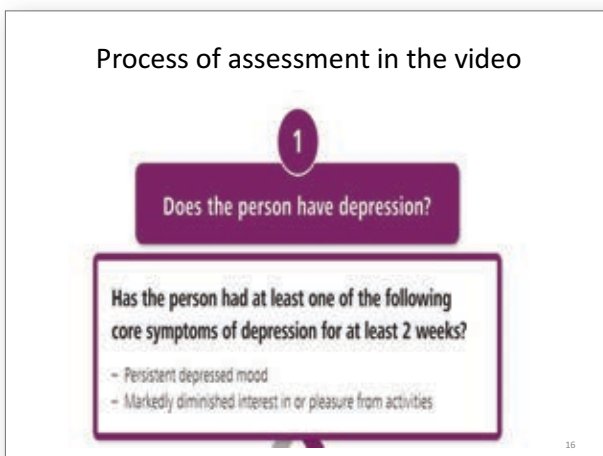 Process of assessment in the video
1
Does the person have depression?
Has the person had at least one of the following
core symptoms of depression for at least 2 weeks?
– Persistent depressed mood
– Markedly diminished interest in or pleasure from activities
16